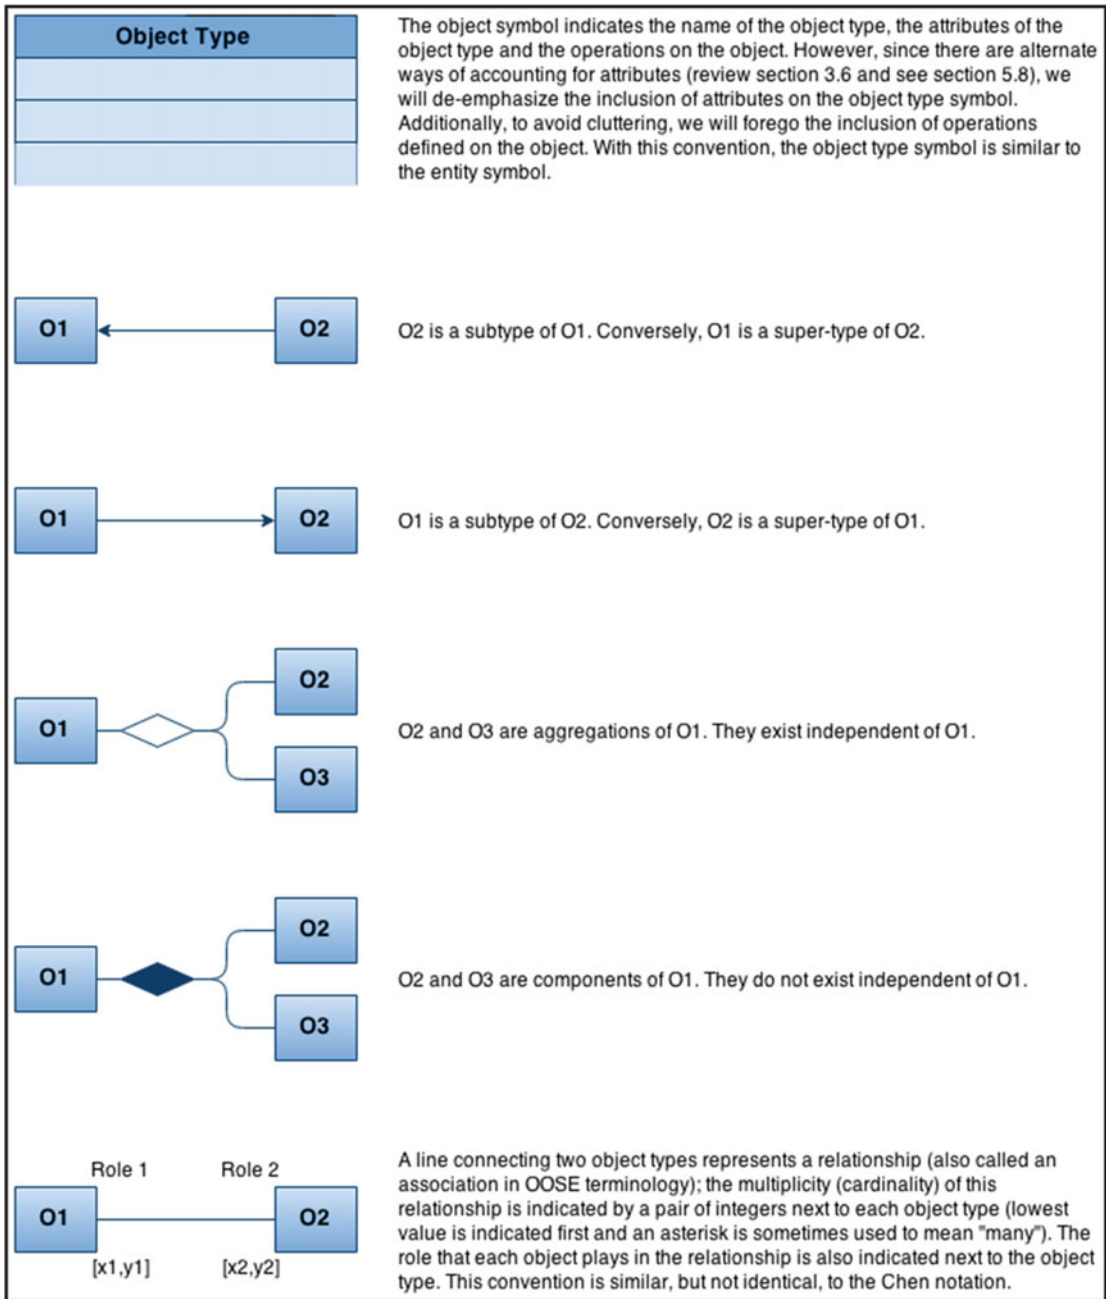 Object Type
The object symbol indicates the name of the object type, the attributes of the
object type and the operations on the object. However, since there are alternate
ways of accounting for attributes (review section 3.6 and see section 5.8), we
will de-emphasize the inclusion of attributes on the object type symbol.
Additionally, to avoid cluttering, we will forego the inclusion of operations
defined on the object. With this convention, the object type symbol is similar to
the entity symbol.
O1 O2 O2 is a subtype of O1. Conversely, O1 is a super-type of O2.
O1 O2 O1 is a subtype of O2. Conversely, O2 is a super-type of O1.
O2
O1 O2 and O3 are aggregations of O1. They exist independent of O1.
O3
O2
O1 O2 and O3 are components of O1. They do not exist independent of O1.
O3
Role 1 Role 2
O1 O2
[x1,y1] [x2,y2]
A line connecting two object types represents a relationship (also called an
association in OOSE terminology); the multiplicity (cardinality) of this
relationship is indicated by a pair of integers next to each object type (lowest
value is indicated first and an asterisk is sometimes used to mean "many"). The
role that each object plays in the relationship is also indicated next to the object
type. This convention is similar, but not identical, to the Chen notation.